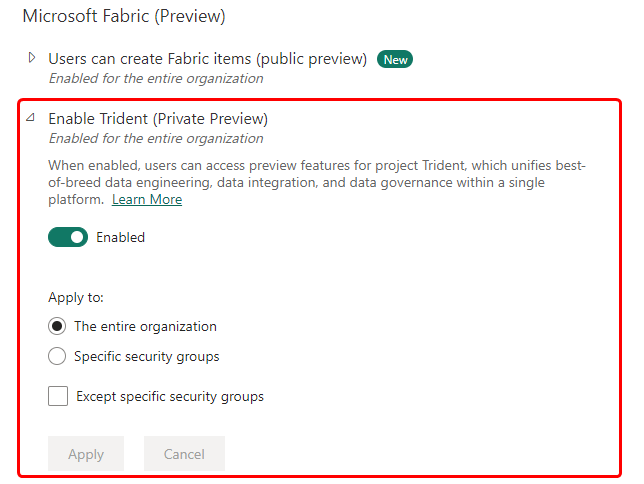 Microsoft Fabric (Preview)
Users can create Fabric items (public preview) New
Enabled for the entire organization
Enable Trident (Private Preview)
Enabled for the entire organization
When enabled, users can access preview features for project Trident, which unifies best-
of-breed data engineering, data integration, and data governance within a single
platform. Learn More
Enabled
Apply to:
The entire organization
Specific security groups
Except specific security groups
Apply Cancel